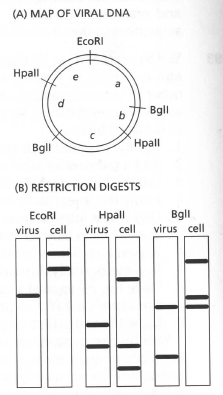 (A) MAP OF VIRAL DNA
EcoRI
HpaII
e
a
d
b
BglI
c
BglI
HpaII
(B) RESTRICTION DIGESTS
EcoRI HpaII BglI
virus cell virus cell virus cell